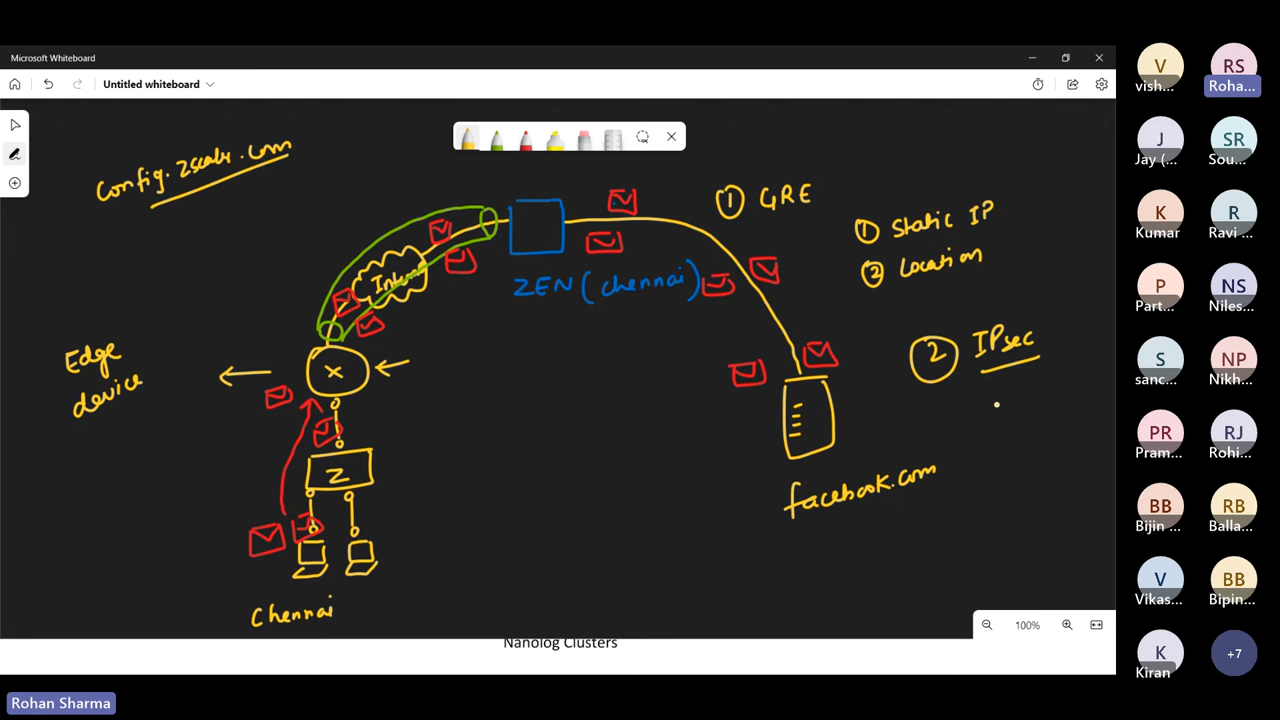 Microsoft Whiteboard
Untitled whiteboard
Config.zscaler.com
① GRE
① Static IP
② Location
Internet
ZEN (chennai)
② IPsec
Edge
device
X
Z
facebook.com
Chennai
100%
Nanolog Clusters
Rohan Sharma
V
vish...
RS
Roha...
J
Jay (...
SR
Sou...
K
Kumar
R
Ravi ...
P
Part...
NS
Niles...
S
sanc...
NP
Nikh...
PR
Pram...
RJ
Rohi...
BB
Bijin ...
RB
Balla...
V
Vikas...
BB
Bipin...
K
Kiran
+7